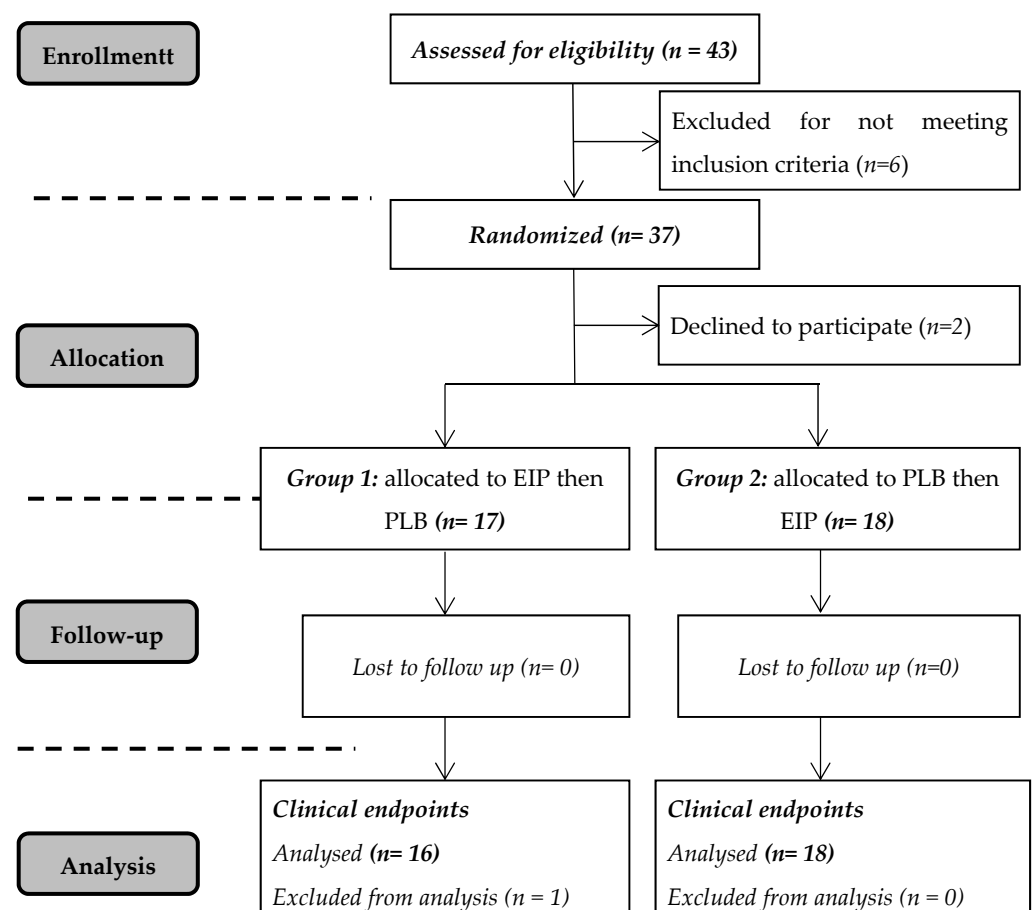 Enrollmentt
Assessed for eligibility (n = 43)
Excluded for not meeting
inclusion criteria (n=6)
Randomized (n= 37)
Declined to participate (n=2)
Allocation
Group 1: allocated to EIP then
PLB (n= 17)
Group 2: allocated to PLB then
EIP (n= 18)
Follow-up
Lost to follow up (n= 0)
Lost to follow up (n=0)
Analysis
Clinical endpoints
Analysed (n= 16)
Excluded from analysis (n = 1)
Clinical endpoints
Analysed (n= 18)
Excluded from analysis (n = 0)